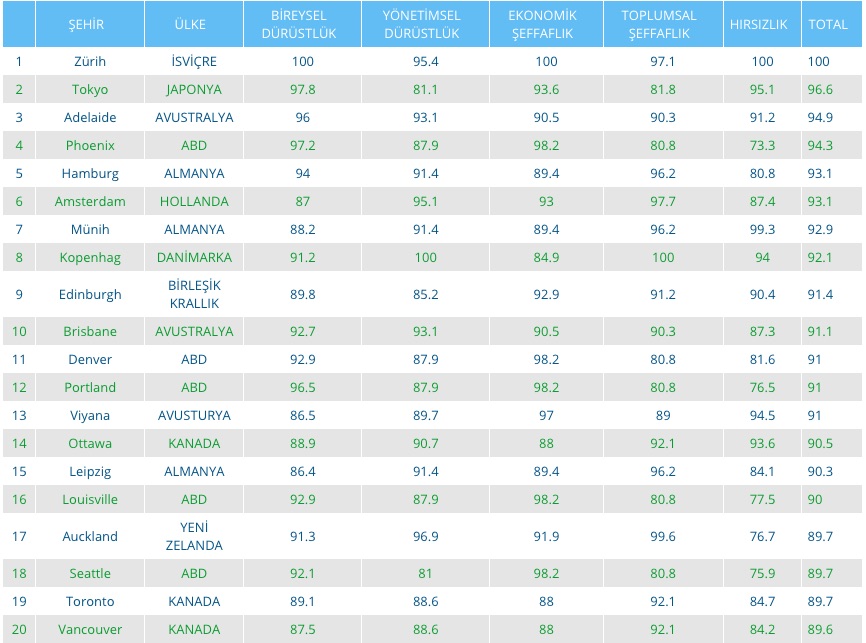 ŞEHİR ÜLKE BİREYSEL DÜRÜSTLÜK YÖNETİMSEL DÜRÜSTLÜK EKONOMİK ŞEFFAFLIK TOPLUMSAL ŞEFFAFLIK HIRSIZLIK TOTAL
1 Zürih İSVİÇRE 100 95.4 100 97.1 100 100
2 Tokyo JAPONYA 97.8 81.1 93.6 81.8 95.1 96.6
3 Adelaide AVUSTRALYA 96 93.1 90.5 90.3 91.2 94.9
4 Phoenix ABD 97.2 87.9 98.2 80.8 73.3 94.3
5 Hamburg ALMANYA 94 91.4 89.4 96.2 80.8 93.1
6 Amsterdam HOLLANDA 87 95.1 93 97.7 87.4 93.1
7 Münih ALMANYA 88.2 91.4 89.4 96.2 99.3 92.9
8 Kopenhag DANİMARKA 91.2 100 84.9 100 94 92.1
9 Edinburgh BİRLEŞİK KRALLIK 89.8 85.2 92.9 91.2 90.4 91.4
10 Brisbane AVUSTRALYA 92.7 93.1 90.5 90.3 87.3 91.1
11 Denver ABD 92.9 87.9 98.2 80.8 81.6 91
12 Portland ABD 96.5 87.9 98.2 80.8 76.5 91
13 Viyana AVUSTURYA 86.5 89.7 97 89 94.5 91
14 Ottawa KANADA 88.9 90.7 88 92.1 93.6 90.5
15 Leipzig ALMANYA 86.4 91.4 89.4 96.2 84.1 90.3
16 Louisville ABD 92.9 87.9 98.2 80.8 77.5 90
17 Auckland YENİ ZELANDA 91.3 96.9 91.9 99.6 76.7 89.7
18 Seattle ABD 92.1 81 98.2 80.8 75.9 89.7
19 Toronto KANADA 89.1 88.6 88 92.1 84.7 89.7
20 Vancouver KANADA 87.5 88.6 88 92.1 84.2 89.6